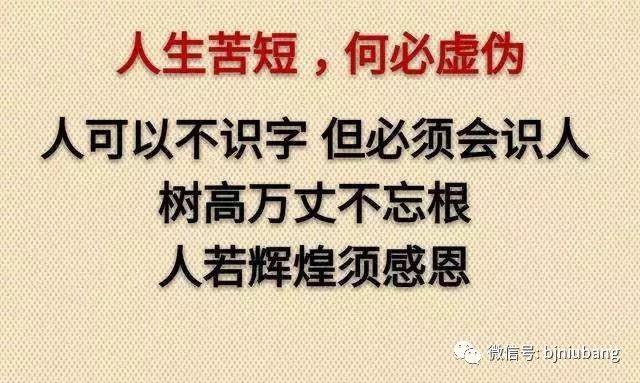 人生苦短，何必虚伪
人可以不识字 但必须会识人
树高万丈不忘根
人若辉煌须感恩
微信号: bjniubang